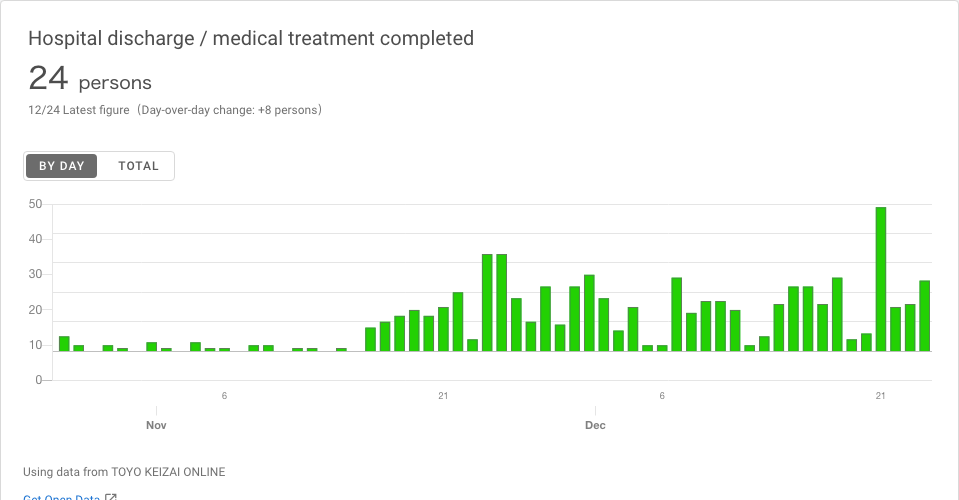 Hospital discharge / medical treatment completed
24 persons
12/24 Latest figure（Day-over-day change: +8 persons）
BY DAY TOTAL
50
40
30
20
10
0
6 21 6 21
Nov Dec
Using data from TOYO KEIZAI ONLINE
Get Open Data